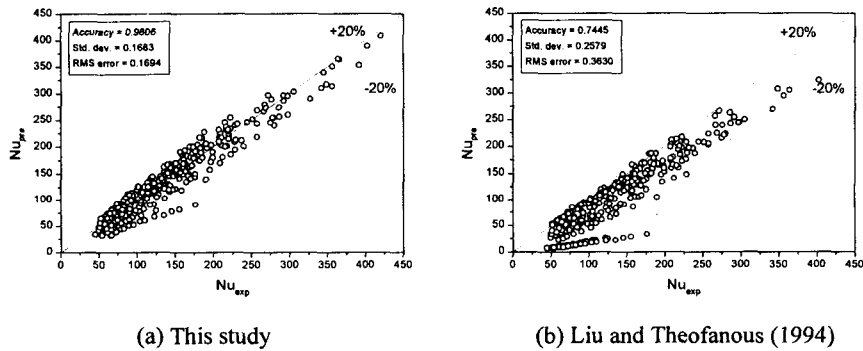 Accuracy = 0.9806
Std. dev. = 0.1683
RMS error = 0.1694
+20%
-20%
450
400
350
300
250
200
150
100
50
0
Nu_pre
0 50 100 150 200 250 300 350 400 450
Nu_exp
(a) This study
Accuracy = 0.7445
Std. dev. = 0.2579
RMS error = 0.3630
+20%
-20%
450
400
350
300
250
200
150
100
50
0
Nu_pre
0 50 100 150 200 250 300 350 400 450
Nu_exp
(b) Liu and Theofanous (1994)